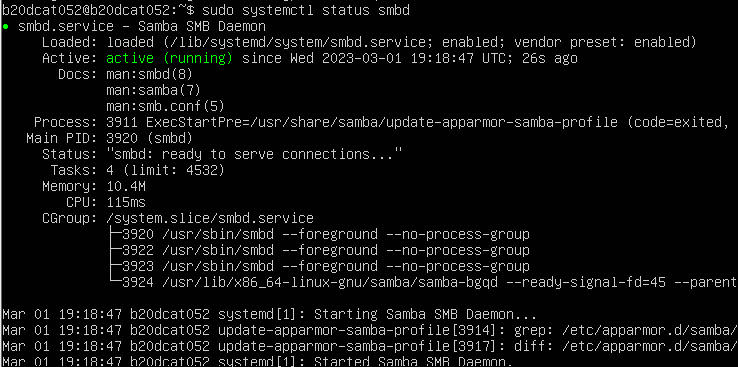 b20dcat052@b20dcat052:~$ sudo systemctl status smbd
● smbd.service - Samba SMB Daemon
Loaded: loaded (/lib/systemd/system/smbd.service; enabled; vendor preset: enabled)
Active: active (running) since Wed 2023-03-01 19:18:47 UTC; 26s ago
Docs: man:smbd(8)
man:samba(7)
man:smb.conf(5)
Process: 3911 ExecStartPre=/usr/share/samba/update-apparmor-samba-profile (code=exited,
Main PID: 3920 (smbd)
Status: "smbd: ready to serve connections..."
Tasks: 4 (limit: 4532)
Memory: 10.4M
CPU: 115ms
CGroup: /system.slice/smbd.service
├─3920 /usr/sbin/smbd --foreground --no-process-group
├─3922 /usr/sbin/smbd --foreground --no-process-group
├─3923 /usr/sbin/smbd --foreground --no-process-group
└─3924 /usr/lib/x86_64-linux-gnu/samba/samba-bgqd --ready-signal-fd=45 --parent
Mar 01 19:18:47 b20dcat052 systemd[1]: Starting Samba SMB Daemon...
Mar 01 19:18:47 b20dcat052 update-apparmor-samba-profile[3914]: grep: /etc/apparmor.d/samba/
Mar 01 19:18:47 b20dcat052 update-apparmor-samba-profile[3917]: diff: /etc/apparmor.d/samba/
Mar 01 19:18:47 b20dcat052 systemd[1]: Started Samba SMB Daemon.